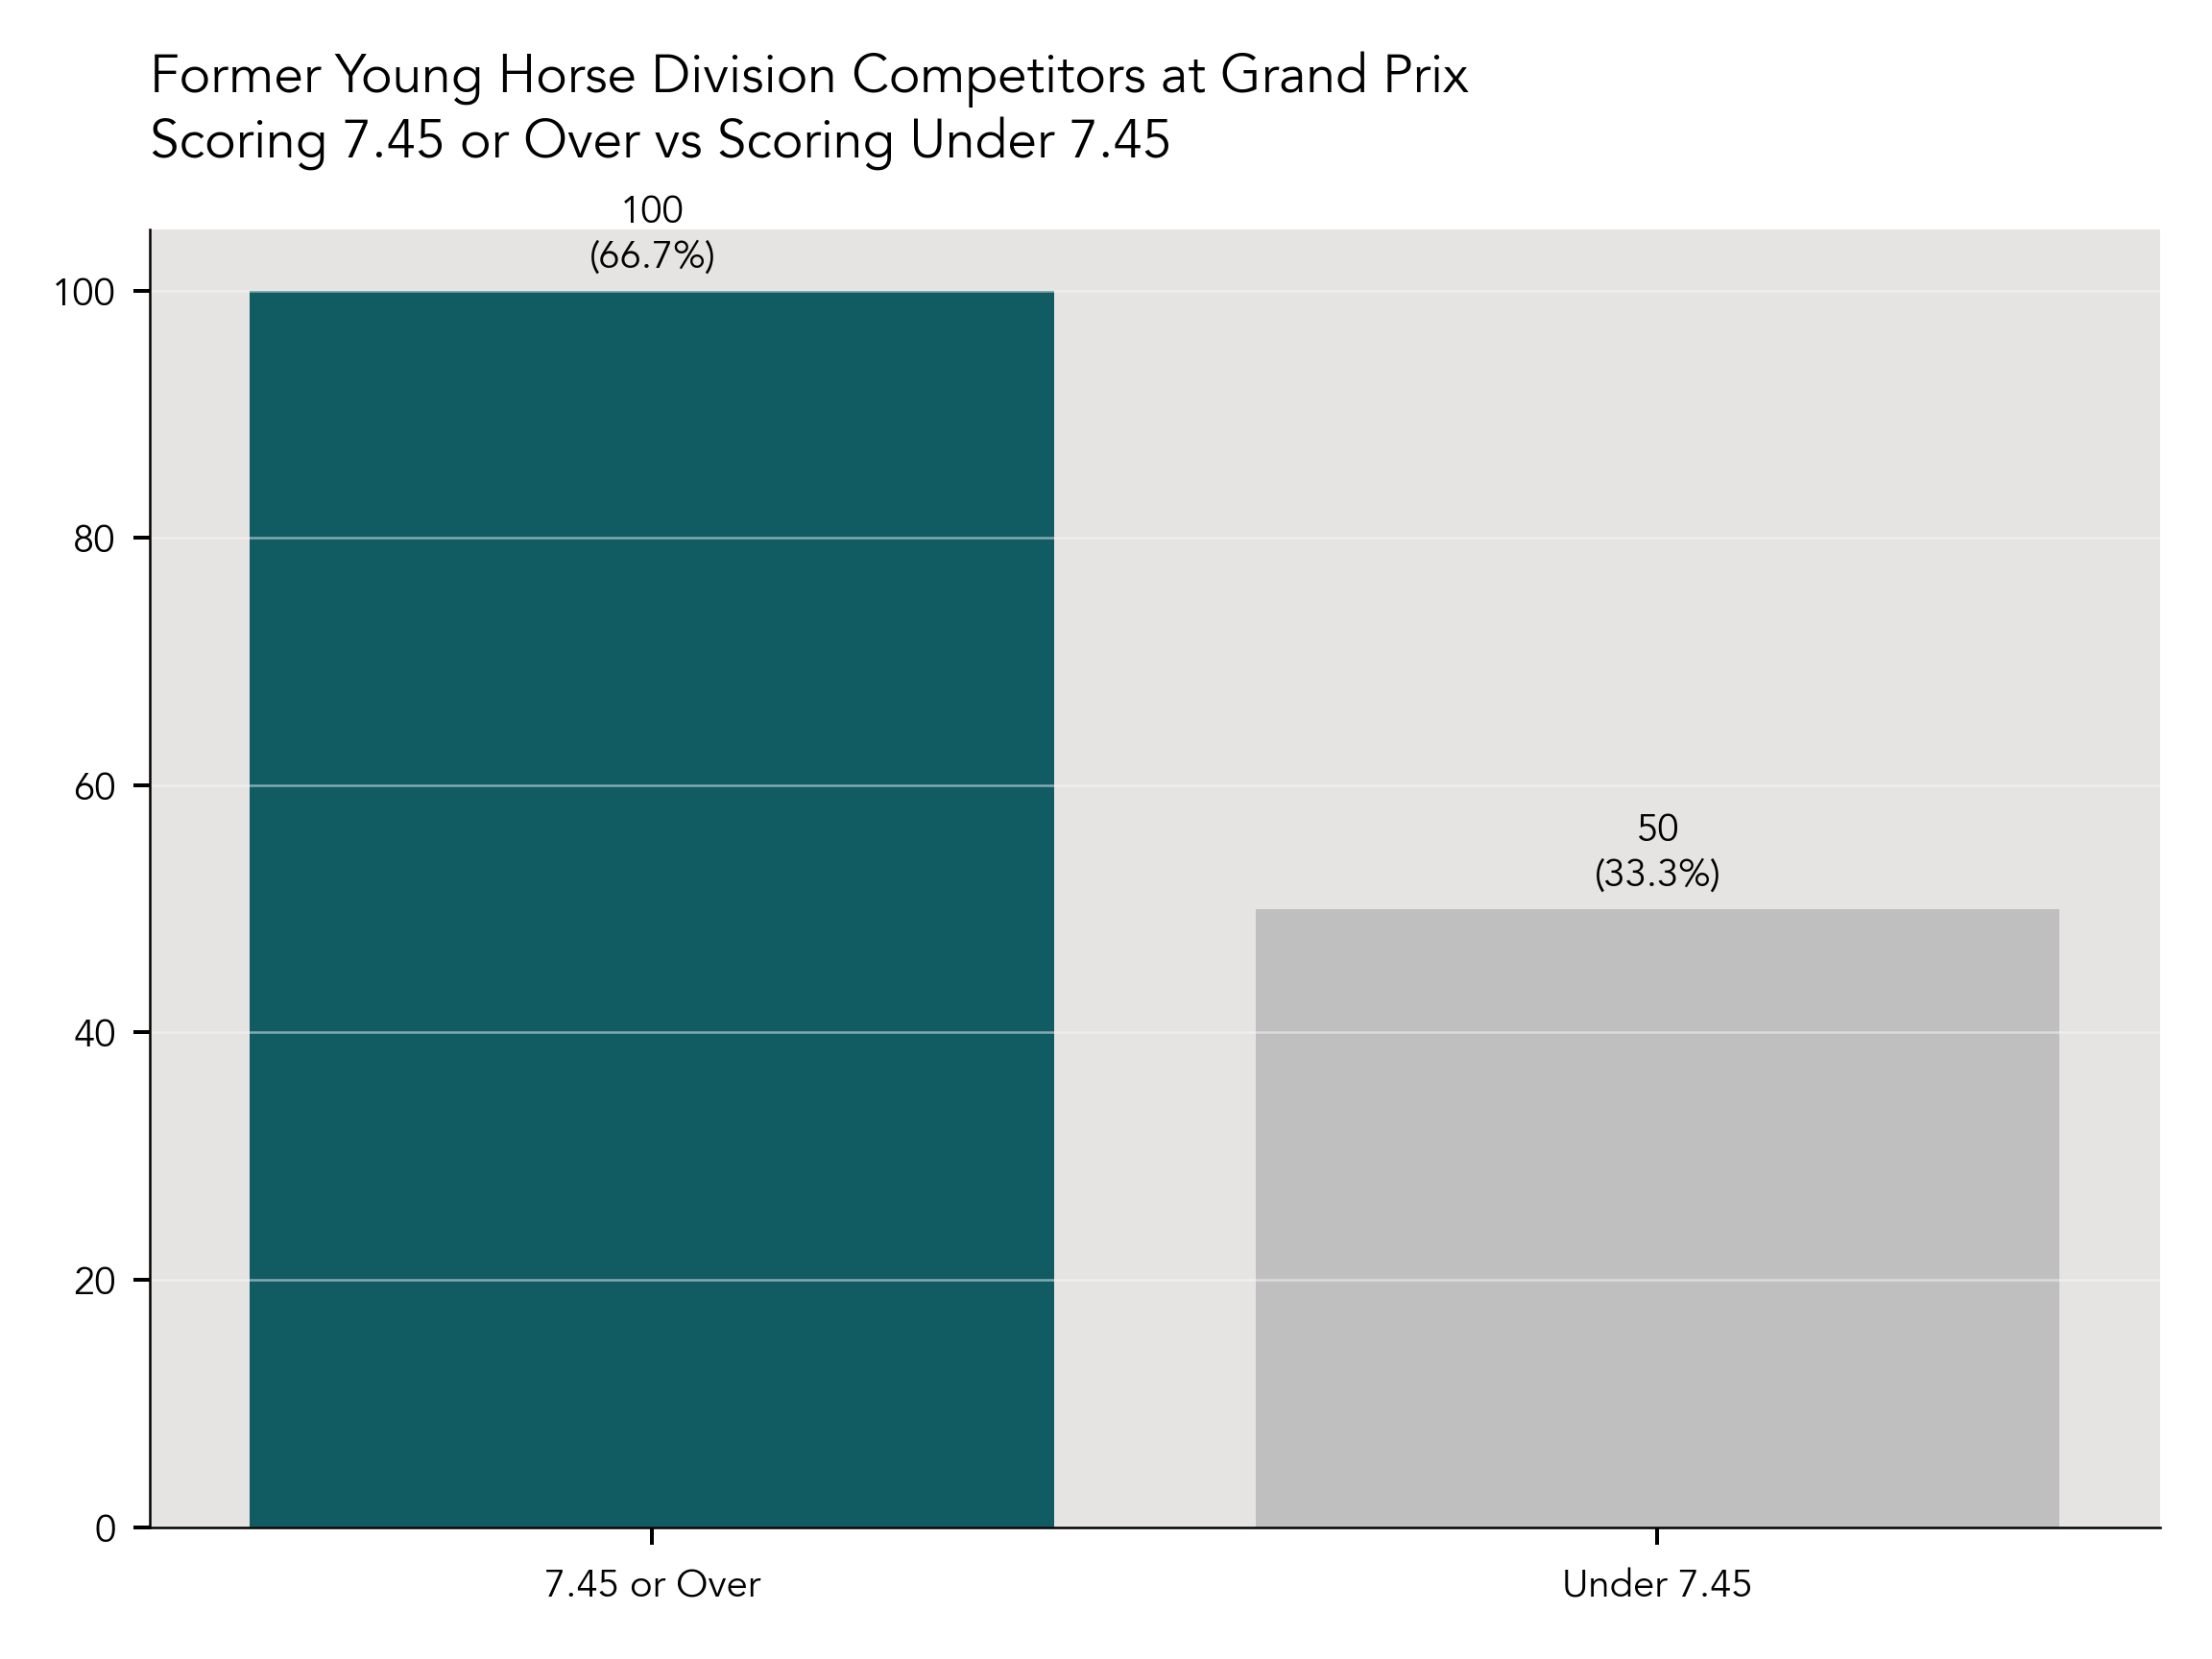 Former Young Horse Division Competitors at Grand Prix
Scoring 7.45 or Over vs Scoring Under 7.45
100
(66.7%)
100
80
60
50
(33.3%)
40
20
0
7.45 or Over
Under 7.45